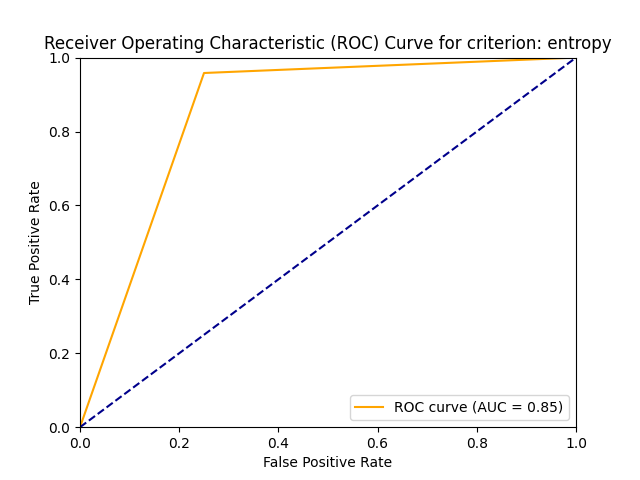 Receiver Operating Characteristic (ROC) Curve for criterion: entropy
1.0
0.8
0.6
0.4
0.2
0.0
True Positive Rate
ROC curve (AUC = 0.85)
0.0 0.2 0.4 0.6 0.8 1.0
False Positive Rate